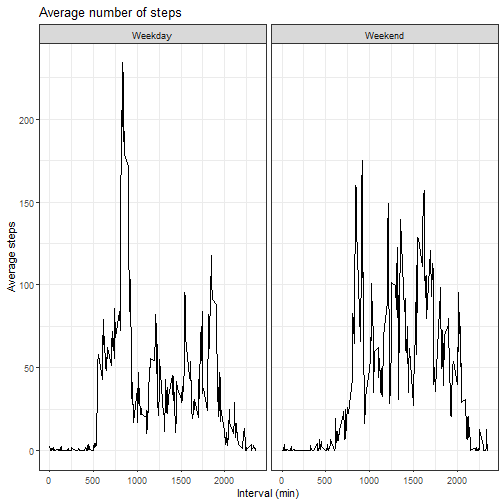 Average number of steps
Weekday Weekend
200
150
100
50
0
0 500 1000 1500 2000 0 500 1000 1500 2000
Average steps
Interval (min)